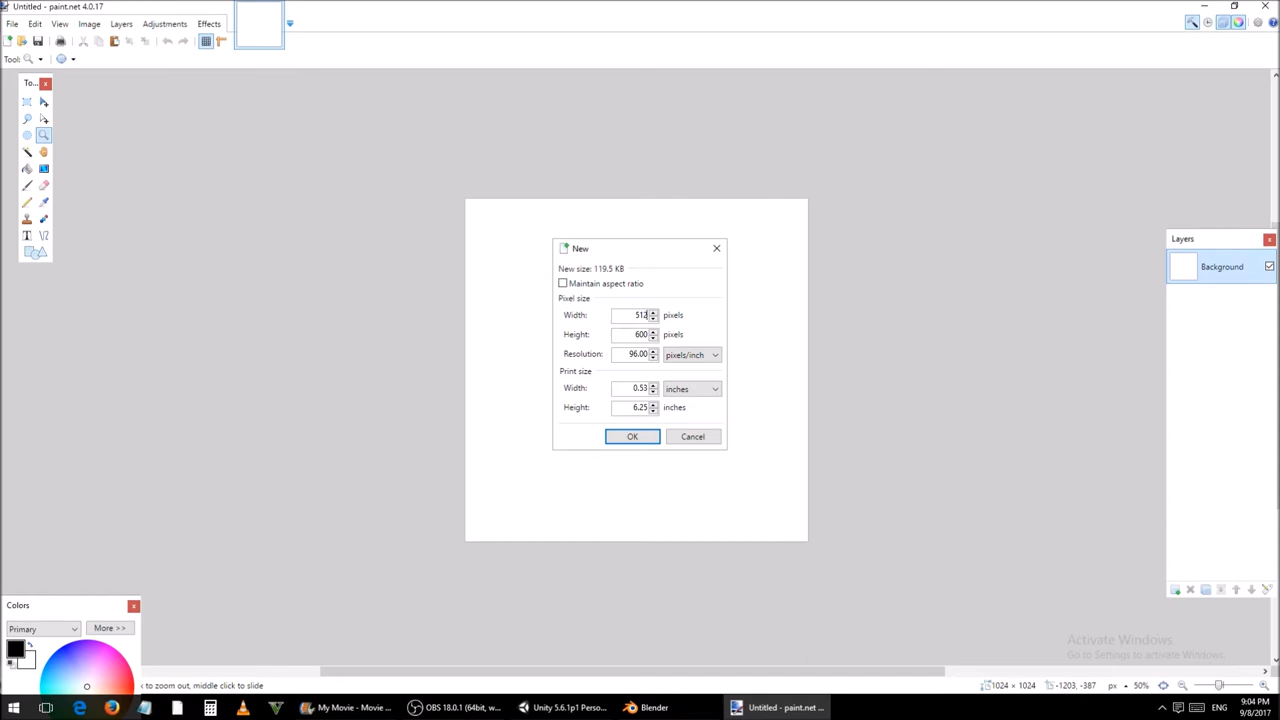 Untitled - paint.net 4.0.17
File Edit View Image Layers Adjustments Effects
Tool:
To...
New
New size: 119.5 KB
Maintain aspect ratio
Pixel size
Width: 512 pixels
Height: 600 pixels
Resolution: 96.00 pixels/inch
Print size
Width: 0.53 inches
Height: 6.25 inches
OK Cancel
Layers
Background
Colors
Primary More >>
Activate Windows
Go to Settings to activate Windows.
k to zoom out, middle click to slide 1024 × 1024 -1203, -387 px 50%
My Movie - Movie ... OBS 18.0.1 (64bit, w... Unity 5.6.1p1 Perso... Blender Untitled - paint.net ... ENG 9:04 PM
9/8/2017